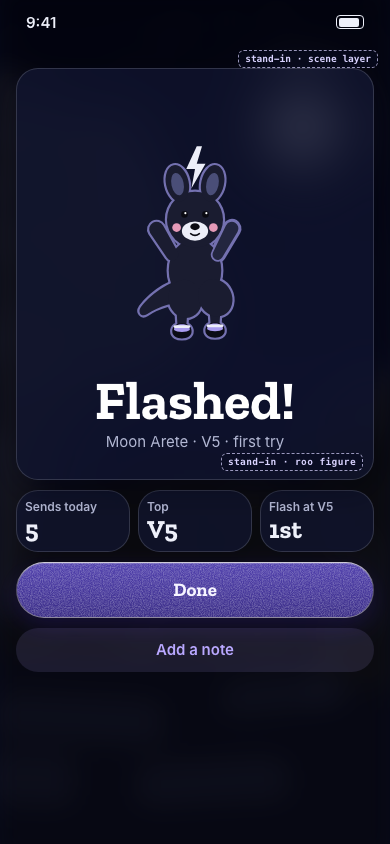 9:41
stand-in · scene layer
Flashed!
Moon Arete · V5 · first try
stand-in · roo figure
Sends today
5
Top
V5
Flash at V5
1st
Done
Add a note